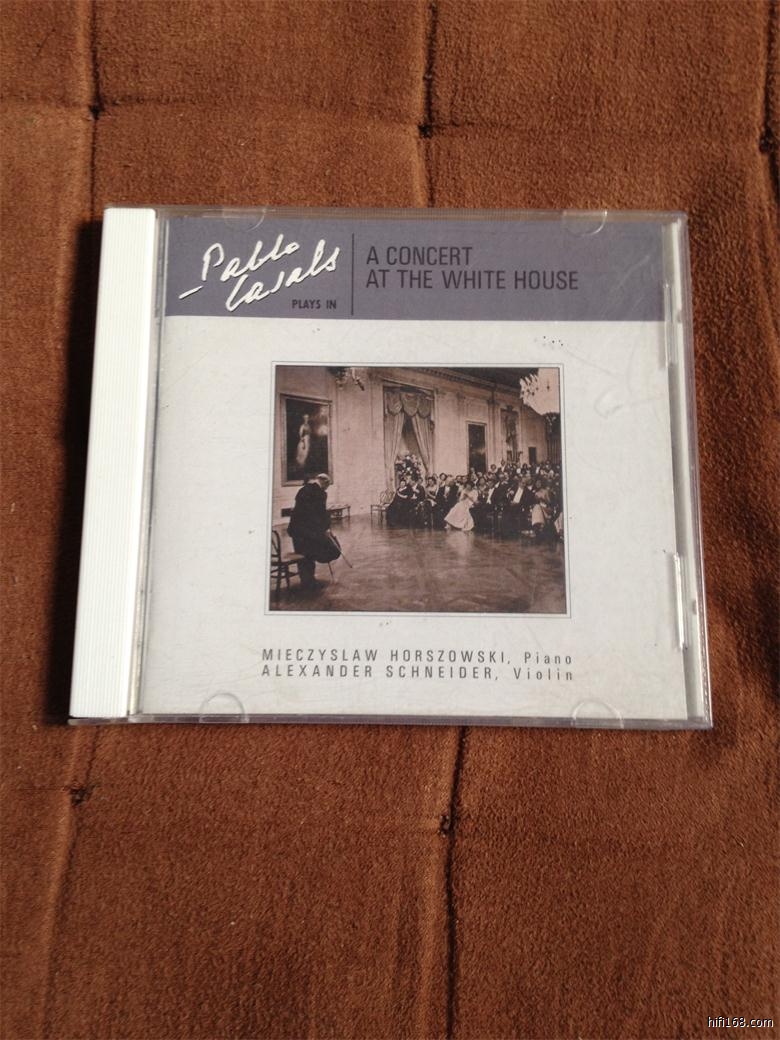 Pablo
Casals
PLAYS IN
A CONCERT
AT THE WHITE HOUSE
MIECZYSLAW HORSZOWSKI, Piano
ALEXANDER SCHNEIDER, Violin
hifi168.com